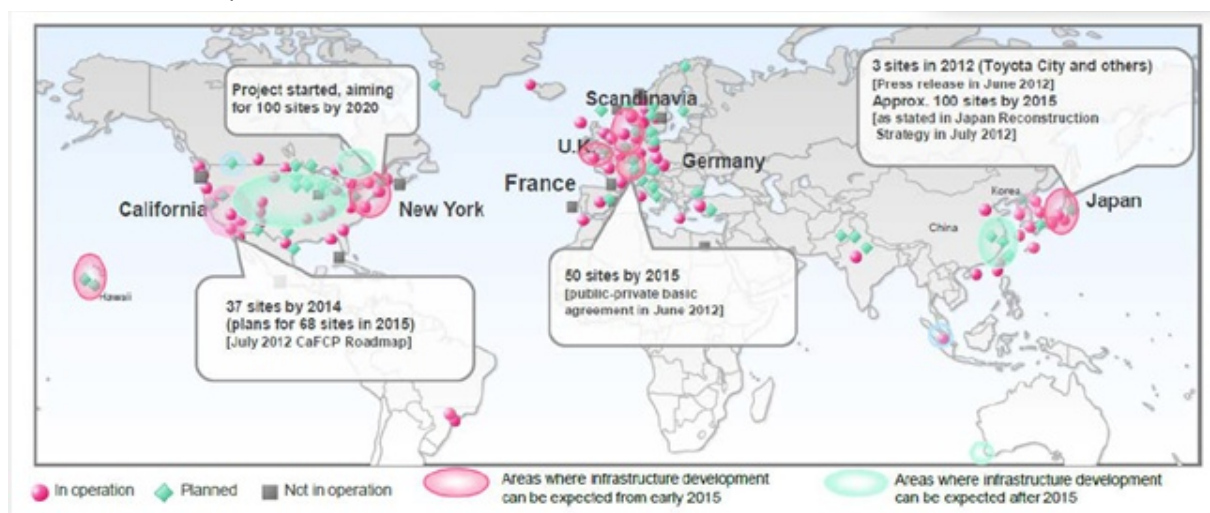 Project started, aiming
for 100 sites by 2020
3 sites in 2012 (Toyota City and others)
[Press release in June 2012]
Approx. 100 sites by 2015
[as stated in Japan Reconstruction
Strategy in July 2012]
Scandinavia
U.K.
Germany
France
California
New York
Korea
Japan
China
Hawaii
50 sites by 2015
[public-private basic
agreement in June 2012]
37 sites by 2014
(plans for 68 sites in 2015)
[July 2012 CaFCP Roadmap]
In operation
Planned
Not in operation
Areas where infrastructure development
can be expected from early 2015
Areas where infrastructure development
can be expected after 2015